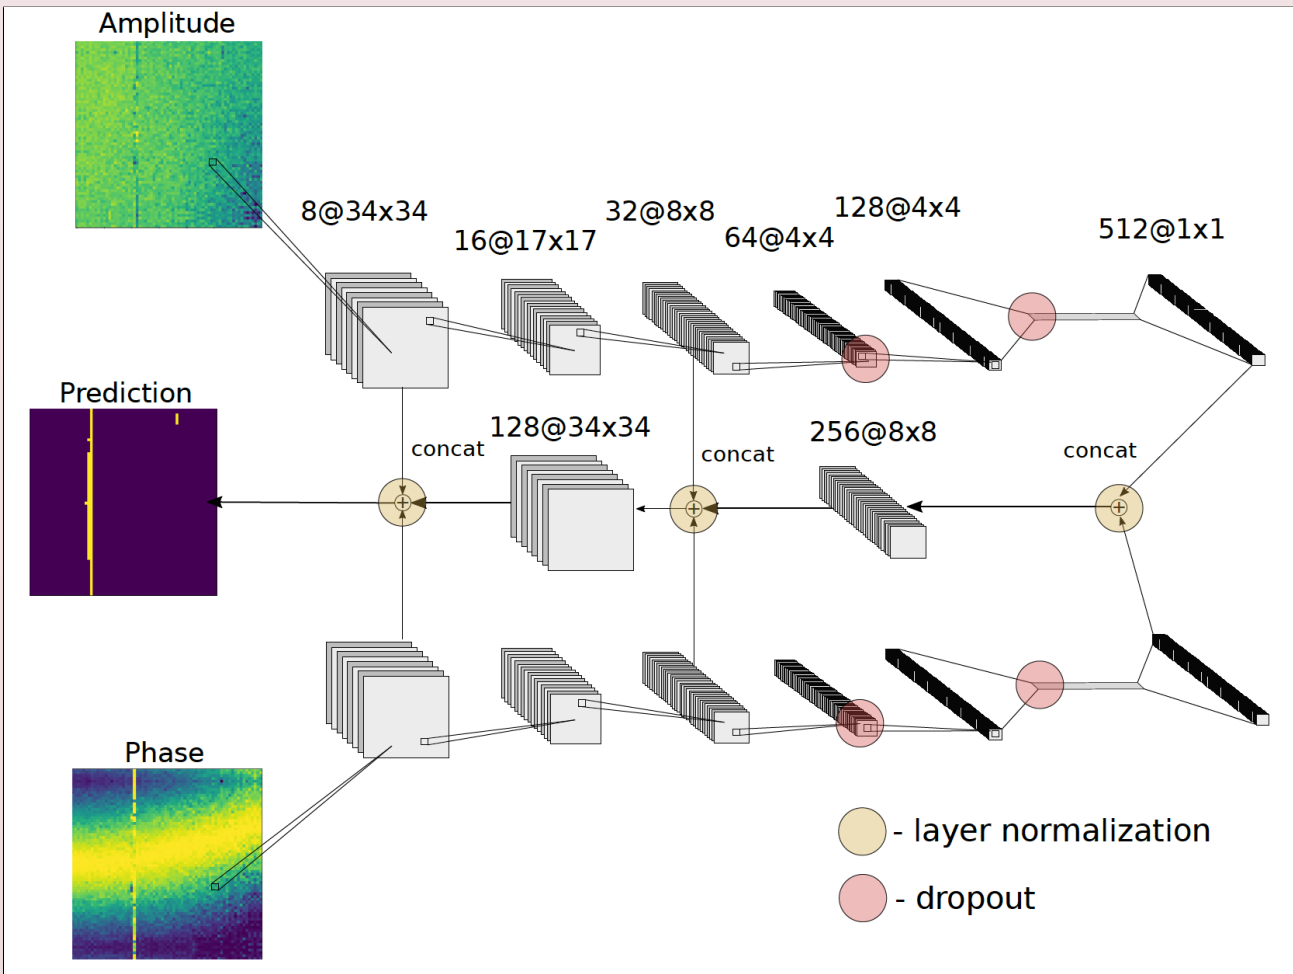 Amplitude
8@34x34
16@17x17
32@8x8
64@4x4
128@4x4
512@1x1
Prediction
concat
128@34x34
concat
256@8x8
concat
Phase
- layer normalization
- dropout